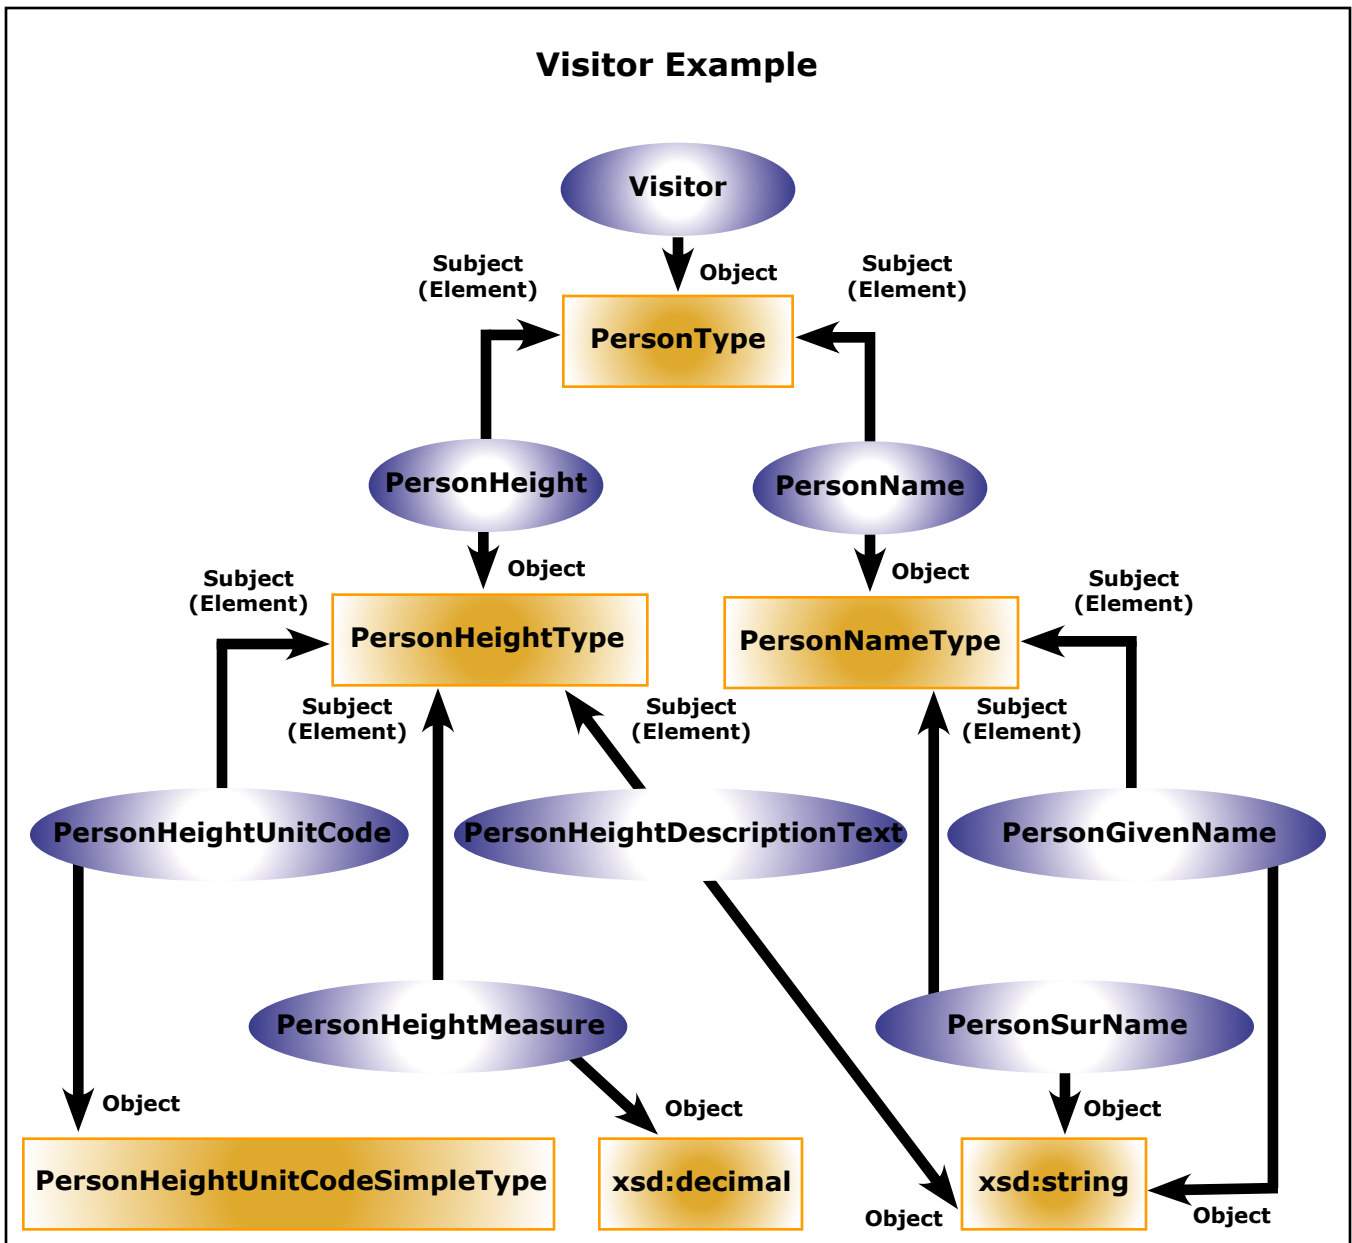 Visitor Example
Visitor
Subject
(Element)
Object
Subject
(Element)
PersonType
PersonHeight
PersonName
Object
Object
Subject
(Element)
Subject
(Element)
PersonHeightType
PersonNameType
Subject
(Element)
Subject
(Element)
Subject
(Element)
PersonHeightUnitCode
PersonHeightDescriptionText
PersonGivenName
PersonHeightMeasure
PersonSurName
Object
Object
Object
PersonHeightUnitCodeSimpleType
xsd:decimal
xsd:string
Object
Object